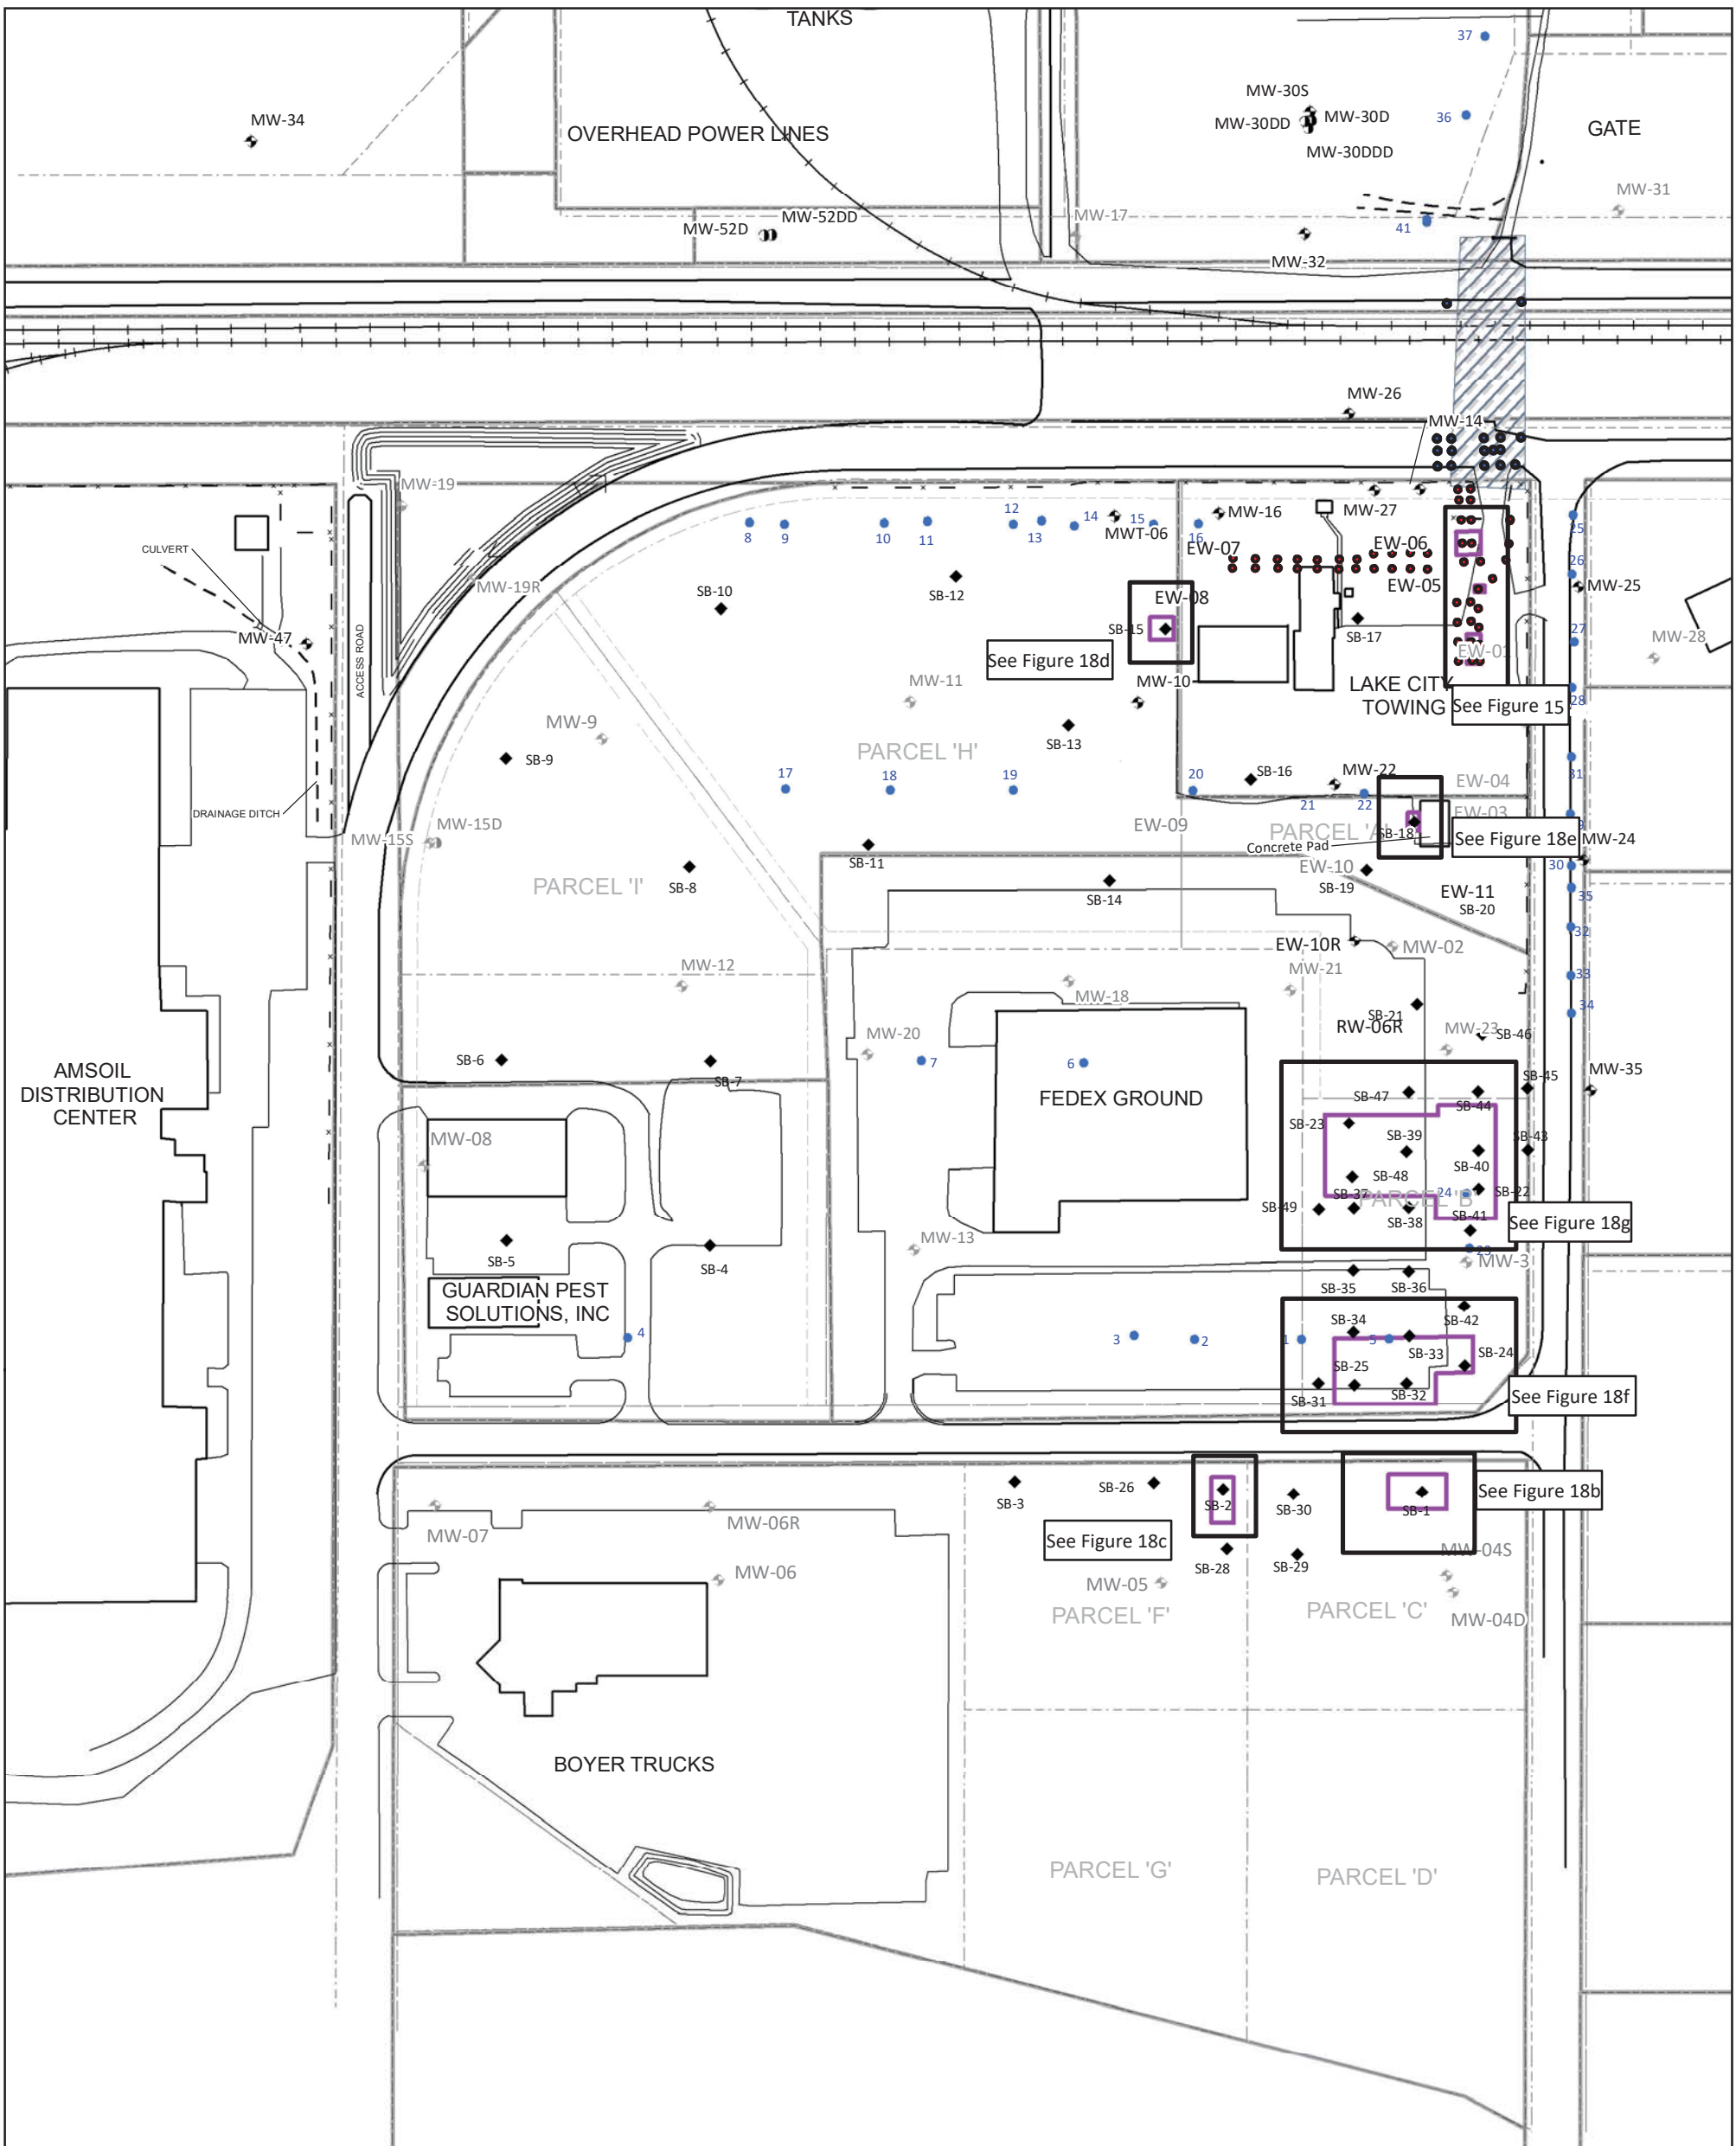 TANKS
37
MW-34
MW-30S
MW-30DD
MW-30D
36
OVERHEAD POWER LINES
GATE
MW-30DDD
MW-31
MW-52DD
MW-17
MW-52D
41
MW-32
MW-26
MW-14
MW-19
12
14
15
MW-16
MW-27
MWT-06
8
9
10
11
13
16
25
CULVERT
EW-07
EW-06
26
MW-19R
SB-10
SB-12
EW-05
MW-25
EW-08
SB-15
27
MW-47
SB-17
MW-28
EW-01
ACCESS ROAD
See Figure 18d
MW-11
MW-10
LAKE CITY
TOWING
28
See Figure 15
MW-9
SB-13
PARCEL 'H'
SB-9
17
18
19
20
SB-16
MW-22
31
EW-04
21
22
DRAINAGE DITCH
EW-03
MW-15D
MW-15S
EW-09
PARCEL 'A'
SB-18
See Figure 18e
MW-24
Concrete Pad
SB-11
EW-10
30
PARCEL 'I'
SB-8
SB-19
SB-14
EW-11
35
SB-20
32
EW-10R
MW-02
MW-12
MW-21
33
MW-18
34
SB-21
RW-06R
MW-20
MW-23
SB-46
SB-6
7
6
AMSOIL
DISTRIBUTION
CENTER
SB-7
MW-35
SB-45
SB-47
FEDEX GROUND
SB-44
SB-23
MW-08
SB-39
SB-43
SB-40
SB-48
SB-37
PARCEL 'B'
24
SB-22
SB-49
SB-38
SB-41
See Figure 18g
MW-13
SB-5
SB-4
23
MW-3
SB-35
SB-36
GUARDIAN PEST
SOLUTIONS, INC
SB-34
SB-42
4
3
2
1
5
SB-33
SB-24
SB-25
SB-31
SB-32
See Figure 18f
SB-3
SB-26
SB-2
SB-30
SB-1
See Figure 18b
MW-07
MW-06R
See Figure 18c
MW-04S
SB-28
SB-29
MW-06
MW-05
PARCEL 'F'
PARCEL 'C'
MW-04D
BOYER TRUCKS
PARCEL 'G'
PARCEL 'D'